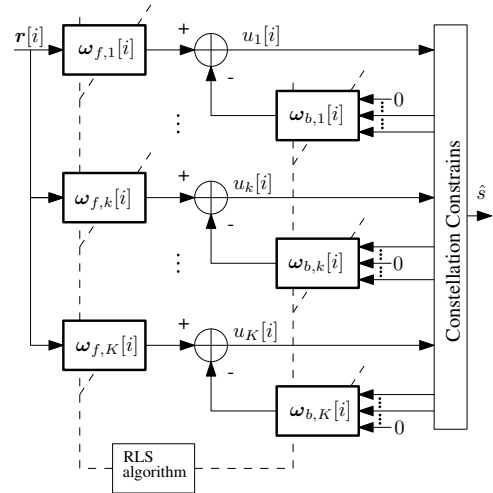 r[i]
ω_{f,1}[i]
+
-
u_1[i]
ω_{b,1}[i]
0
ω_{f,k}[i]
+
-
u_k[i]
ω_{b,k}[i]
0
ω_{f,K}[i]
+
-
u_K[i]
ω_{b,K}[i]
0
Constellation Constrains
ŝ
RLS
algorithm